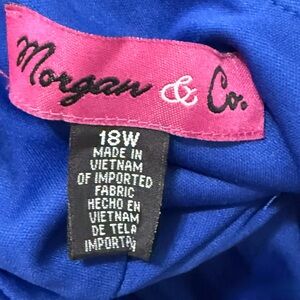 Morgan & Co.
18W
MADE IN
VIETNAM
OF IMPORTED
FABRIC
HECHO EN
VIETNAM
DE TELA